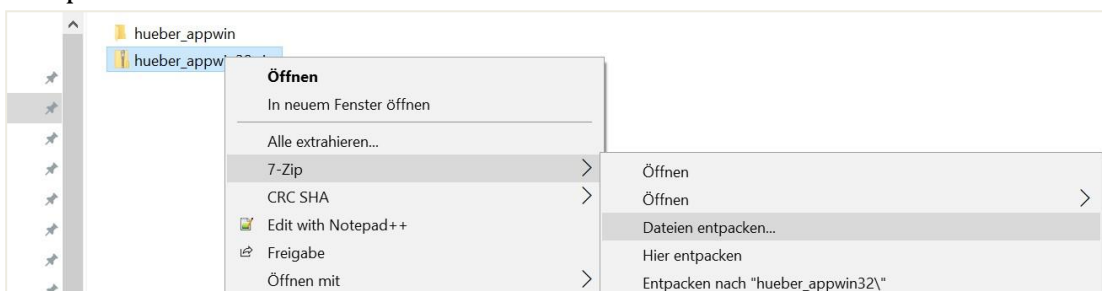 hueber_appwin
hueber_appw
Öffnen
In neuem Fenster öffnen
Alle extrahieren...
7-Zip
CRC SHA
Edit with Notepad++
Freigabe
Öffnen mit
Öffnen
Öffnen
Dateien entpacken...
Hier entpacken
Entpacken nach "hueber_appwin32\"